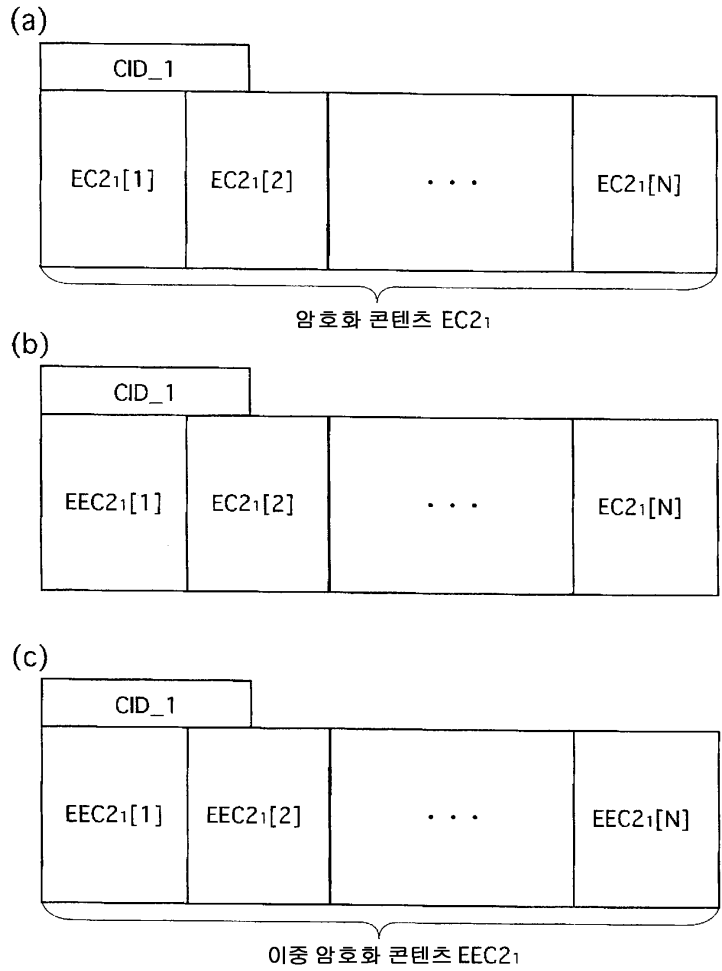 (a)
CID_1
EC2₁[1] EC2₁[2] · · · EC2₁[N]
암호화 콘텐츠 EC2₁
(b)
CID_1
EEC2₁[1] EC2₁[2] · · · EC2₁[N]
(c)
CID_1
EEC2₁[1] EEC2₁[2] · · · EEC2₁[N]
이중 암호화 콘텐츠 EEC2₁